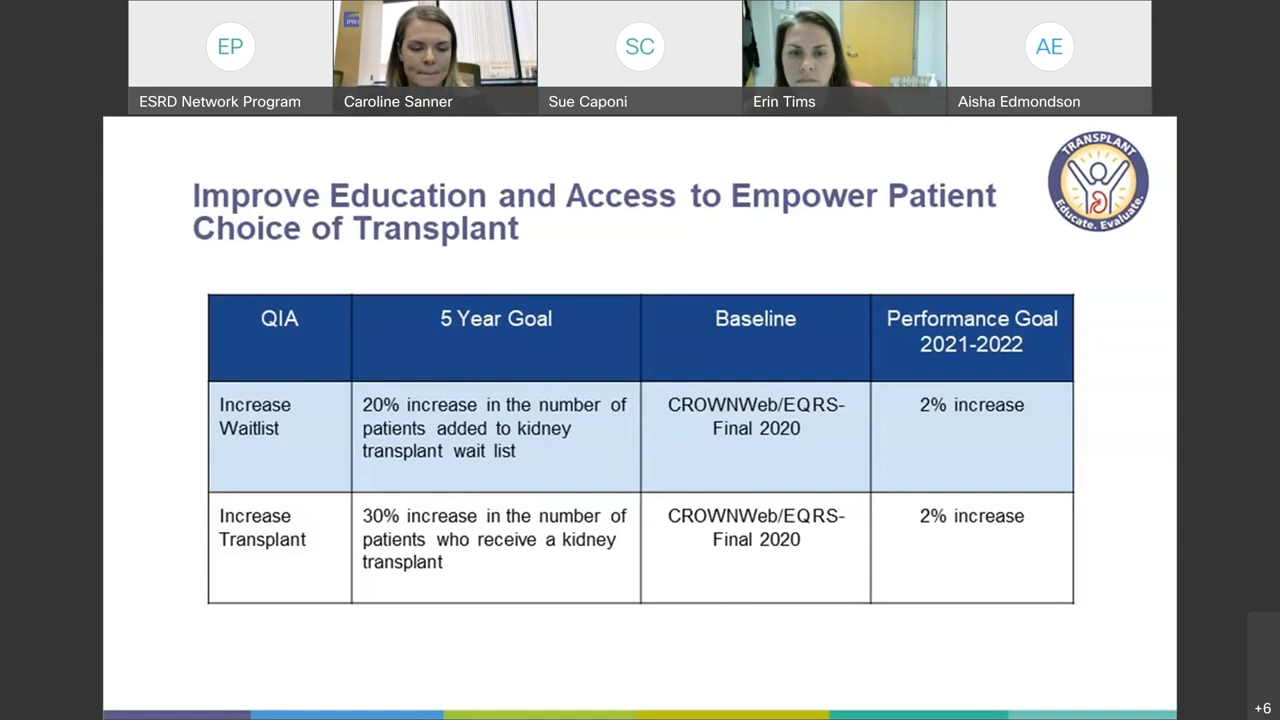 EP
SC
AE
ESRD Network Program
Caroline Sanner
Sue Caponi
Erin Tims
Aisha Edmondson
TRANSPLANT
Educate. Evaluate.
Improve Education and Access to Empower Patient
Choice of Transplant
QIA
5 Year Goal
Baseline
Performance Goal
2021-2022
Increase
Waitlist
20% increase in the number of
patients added to kidney
transplant wait list
CROWNWeb/EQRS-
Final 2020
2% increase
Increase
Transplant
30% increase in the number of
patients who receive a kidney
transplant
CROWNWeb/EQRS-
Final 2020
2% increase
+6